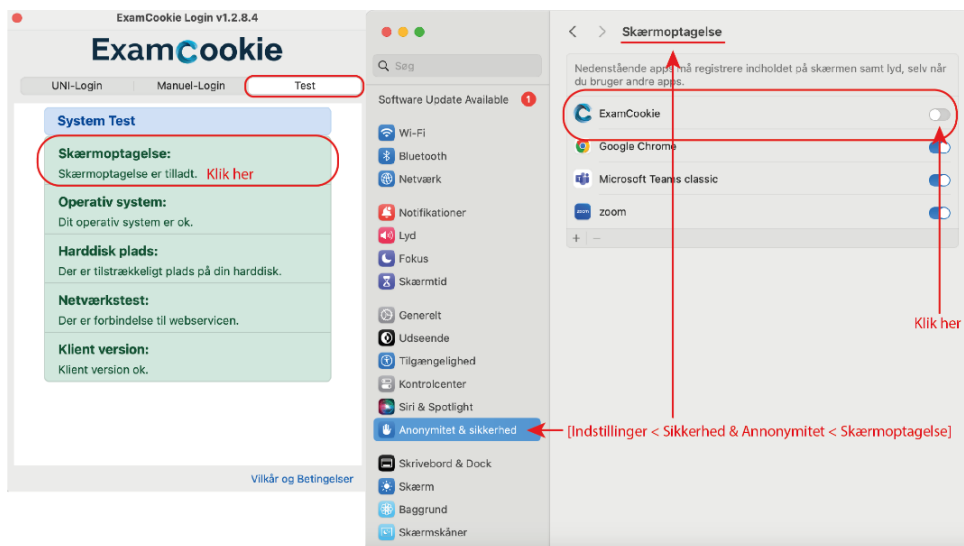 ExamCookie Login v1.2.8.4
ExamCookie
UNI-Login
Manuel-Login
Test
System Test
Skærmoptagelse:
Skærmoptagelse er tilladt. Klik her
Operativ system:
Dit operativ system er ok.
Harddisk plads:
Der er tilstrækkeligt plads på din harddisk.
Netværkstest:
Der er forbindelse til webservicen.
Klient version:
Klient version ok.
Vilkår og Betingelser
Søg
Software Update Available 1
Wi-Fi
Bluetooth
Netværk
Notifikationer
Lyd
Fokus
Skærmtid
Generelt
Udseende
Tilgængelighed
Kontrolcenter
Siri & Spotlight
Anonymitet & sikkerhed
Skrivebord & Dock
Skærm
Baggrund
Skærmskåner
Skærmoptagelse
Nedenstående apps må registrere indholdet på skærmen samt lyd, selv når
du bruger andre apps.
ExamCookie
Google Chrome
Microsoft Teams classic
zoom
zoom
+ −
Klik her
[Indstillinger < Sikkerhed & Annonymitet < Skærmoptagelse]